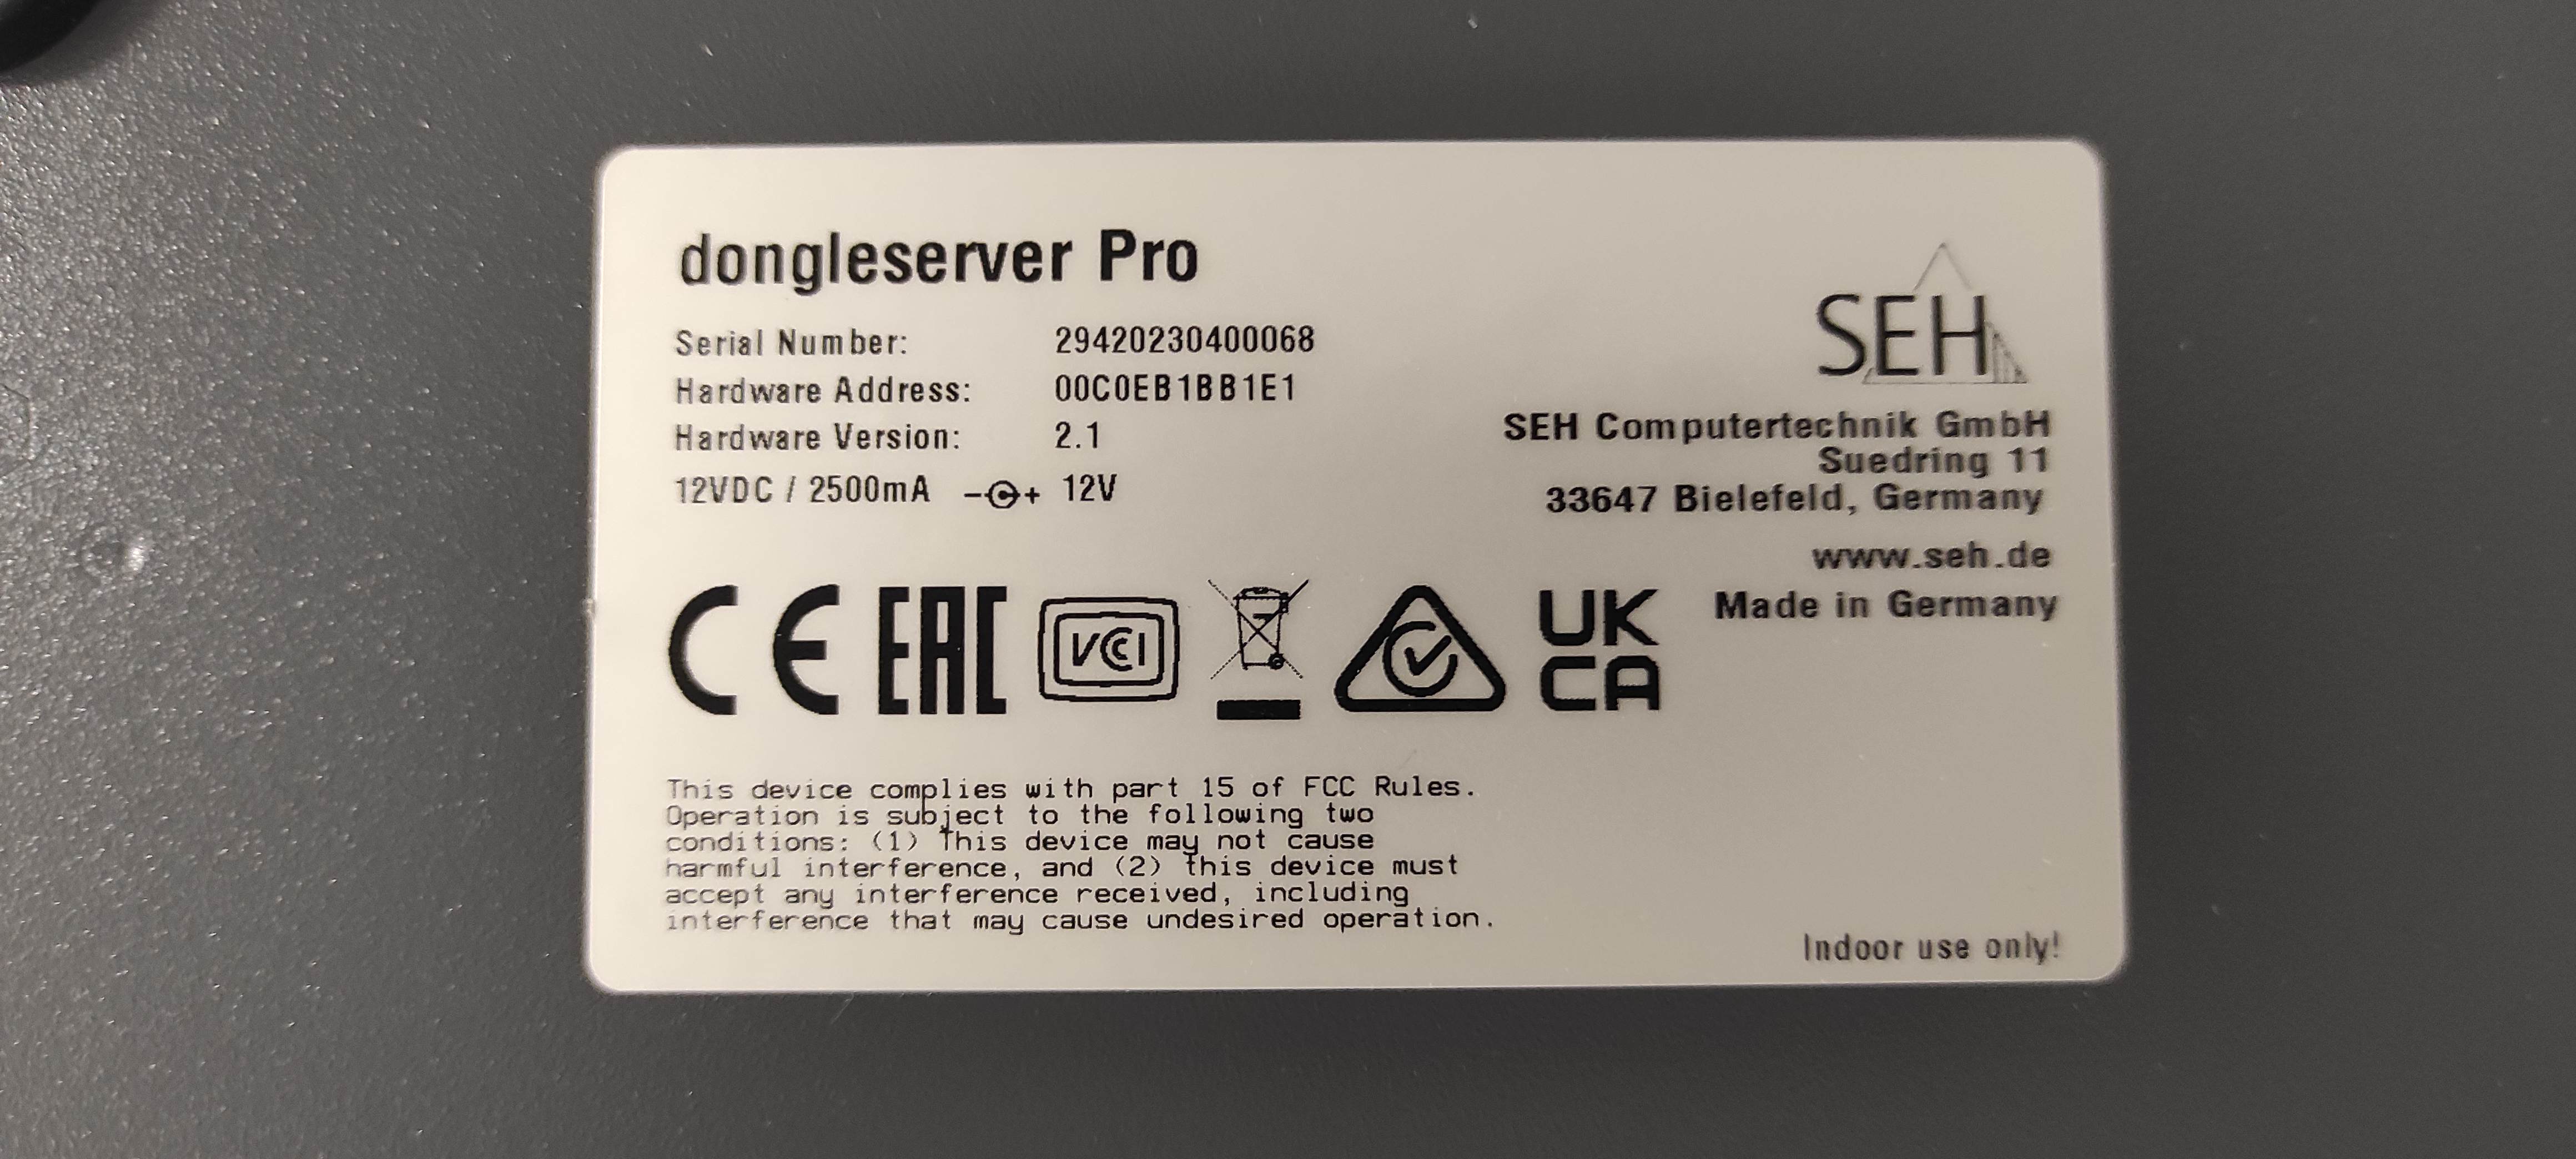 dongleserver Pro
Serial Number: 29420230400068
Hardware Address: 00C0EB1BB1E1
Hardware Version: 2.1
12VDC / 2500mA -+ 12V
SEH
SEH Computertechnik GmbH
Suedring 11
33647 Bielefeld, Germany
www.seh.de
Made in Germany
CE EAC VCI UK
CA
This device complies with part 15 of FCC Rules.
Operation is subject to the following two
conditions: (1) This device may not cause
harmful interference, and (2) this device must
accept any interference received, including
interference that may cause undesired operation.
Indoor use only!